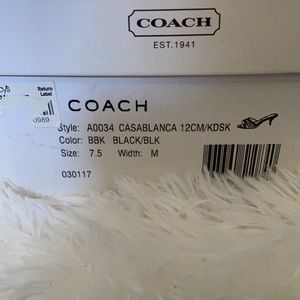 COACH
EST.1941
Return
Label
0989
COACH
Style: A0034 CASABLANCA 12CM/KDSK
Color: BBK BLACK/BLK
Size: 7.5 Width: M
030117